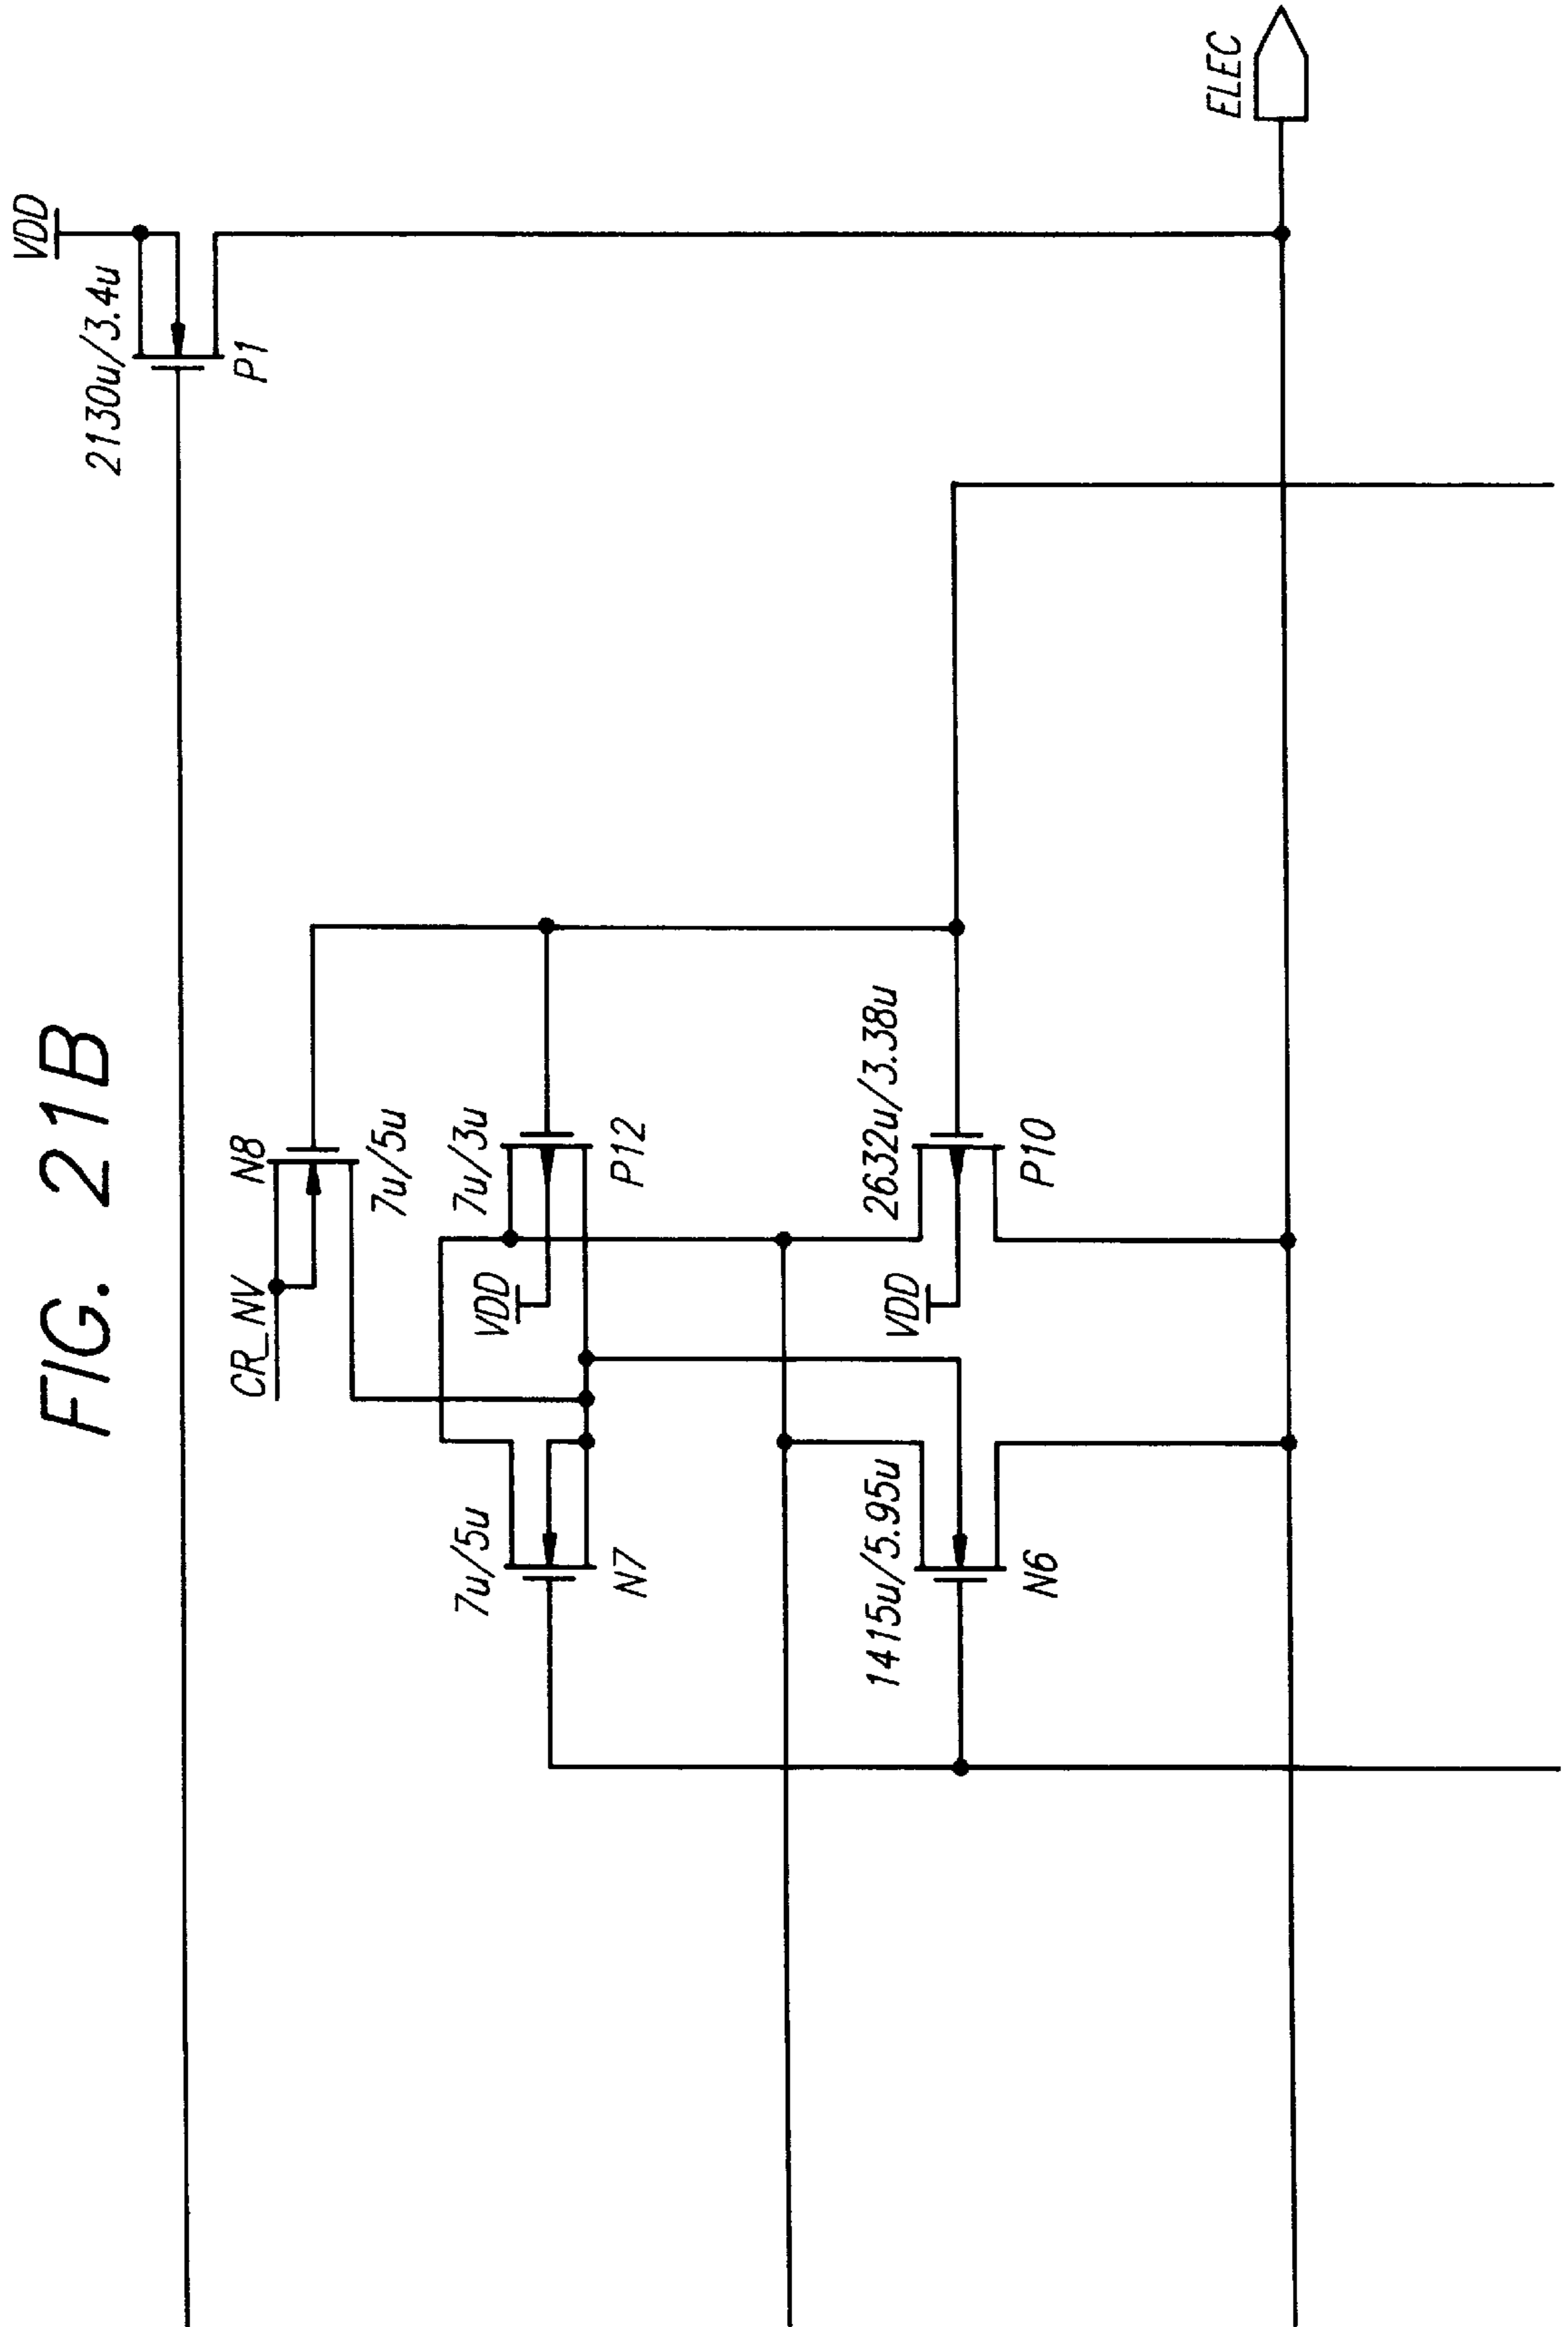 FIG. 21B
VDD
2130u/3.4u
P1
CR_NV
N8
7u/5u
7u/5u
N7
VDD
7u/3u
P12
1415u/5.95u
N6
VDD
2632u/3.38u
P10
ELEC